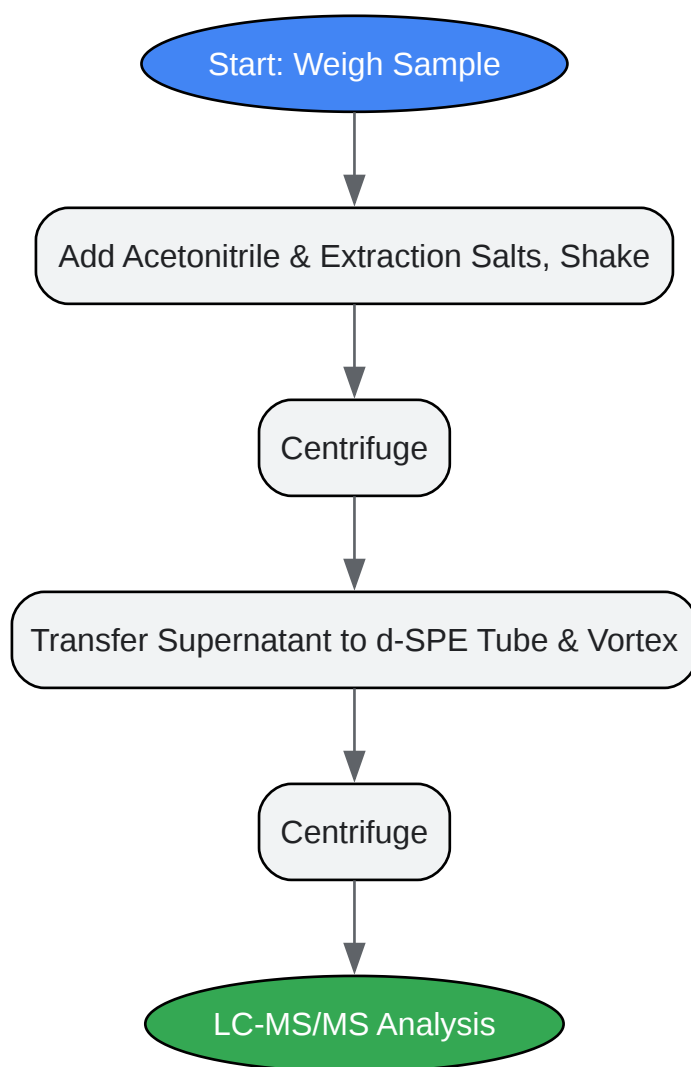 Start: Weigh Sample
Add Acetonitrile & Extraction Salts, Shake
Centrifuge
Transfer Supernatant to d-SPE Tube & Vortex
Centrifuge
LC-MS/MS Analysis